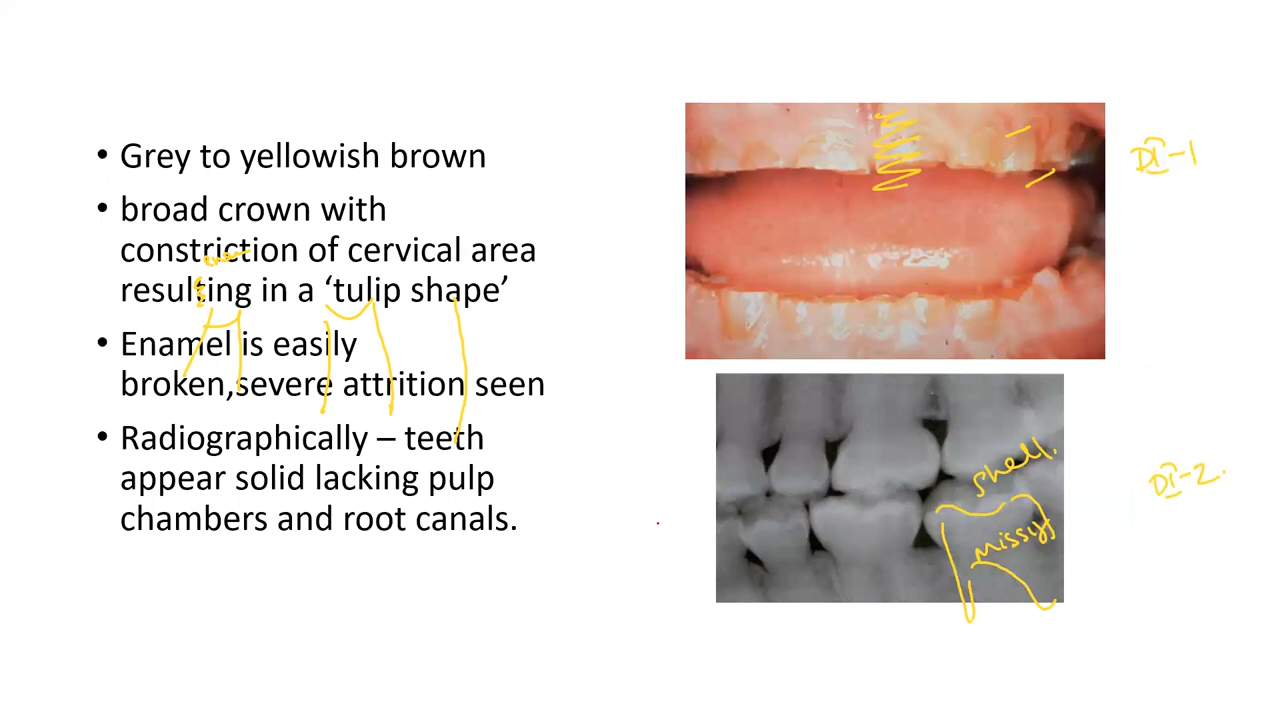 • Grey to yellowish brown
• broad crown with
constriction of cervical area
resulting in a ‘tulip shape’
• Enamel is easily
broken,severe attrition seen
• Radiographically – teeth
appear solid lacking pulp
chambers and root canals.
DI-1
DI-2.
shell.